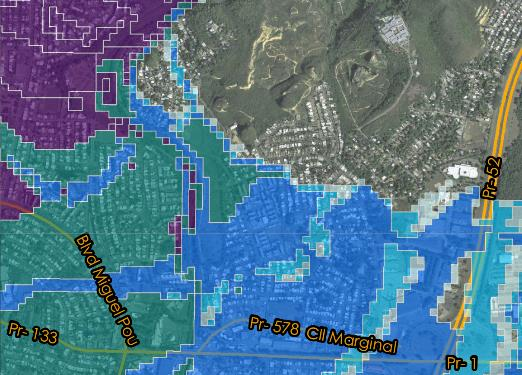 Pr- 52
Blvd Miguel Pou
Pr- 133
Pr- 578 Cll Marginal
Pr- 1